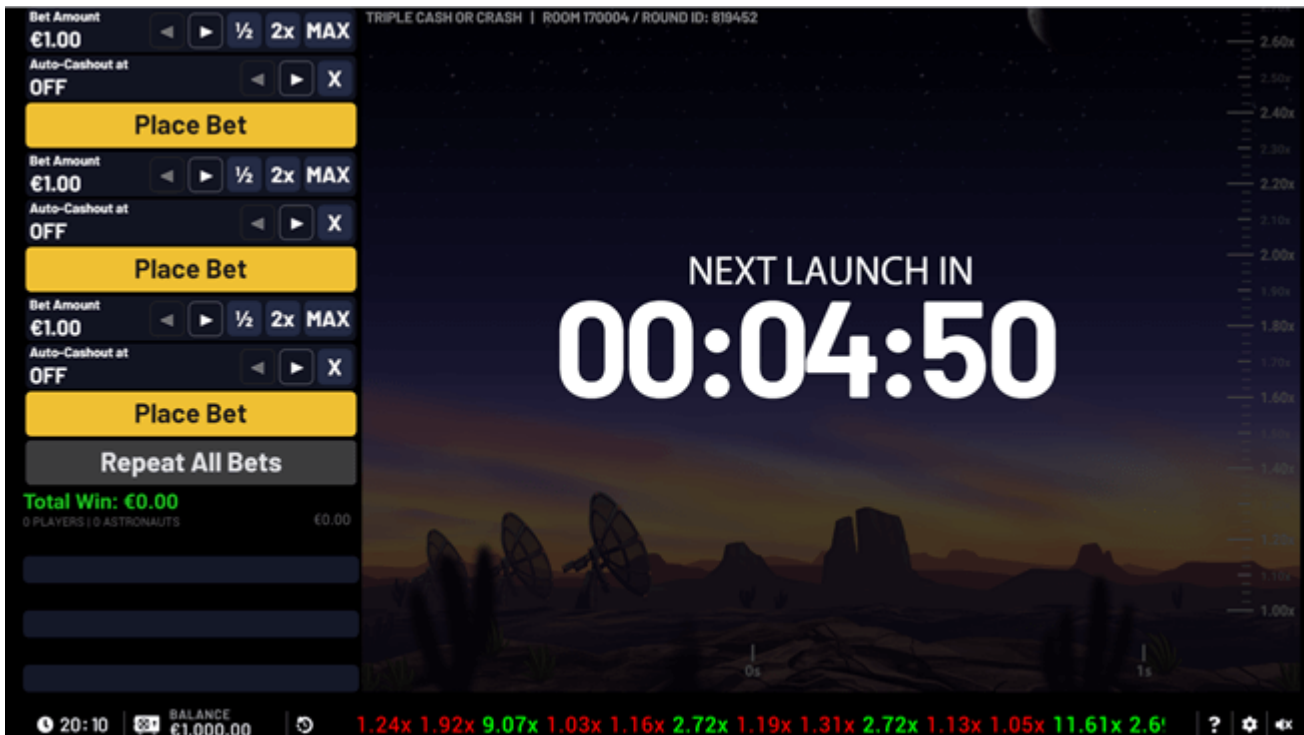 TRIPLE CASH OR CRASH | ROOM 170004 / ROUND ID: 819452
Bet Amount
€1.00 ½ 2x MAX
Auto-Cashout at
OFF X
Place Bet
Bet Amount
€1.00 ½ 2x MAX
Auto-Cashout at
OFF X
Place Bet
Bet Amount
€1.00 ½ 2x MAX
Auto-Cashout at
OFF X
Place Bet
Repeat All Bets
Total Win: €0.00
0 PLAYERS | 0 ASTRONAUTS €0.00
NEXT LAUNCH IN
00:04:50
2.60x
2.50x
2.40x
2.30x
2.20x
2.10x
2.00x
1.90x
1.80x
1.70x
1.60x
1.40x
1.20x
1.10x
1.00x
0s 1s
20:10 BALANCE
€1,000.00
1.24x 1.92x 9.07x 1.03x 1.16x 2.72x 1.19x 1.31x 2.72x 1.13x 1.05x 11.61x 2.6 ?